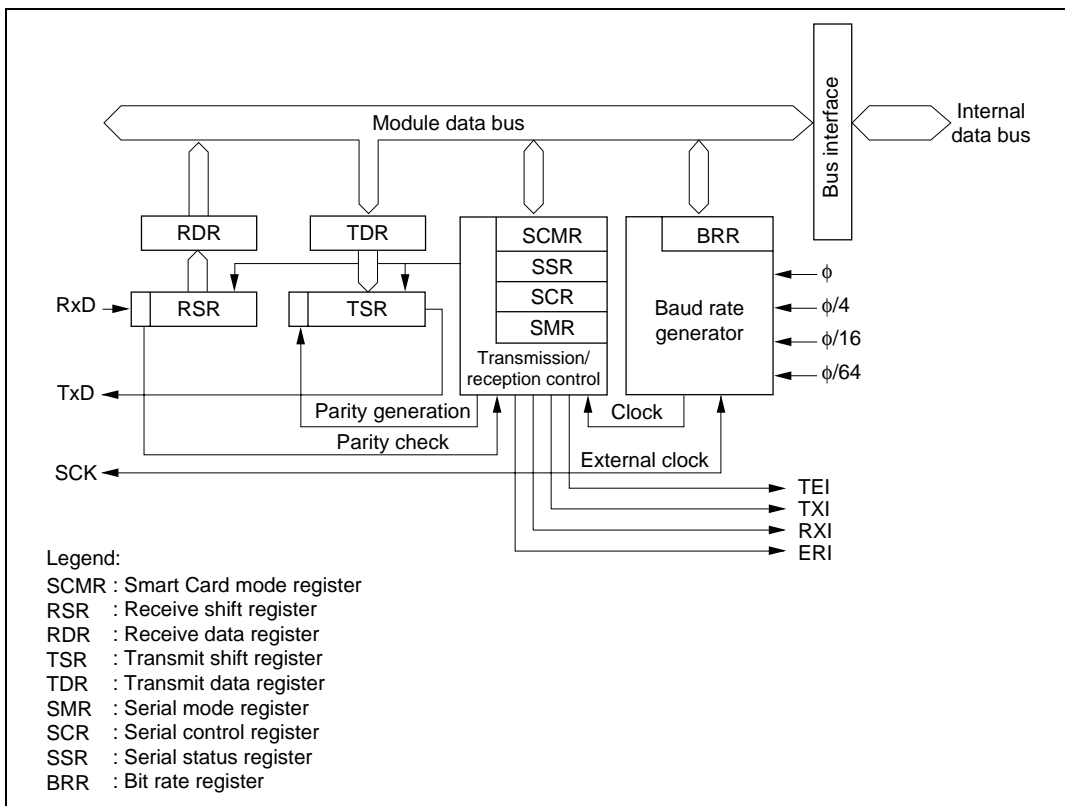 Module data bus
Bus interface
Internal
data bus
RDR
TDR
SCMR
SSR
SCR
SMR
Transmission/
reception control
BRR
Baud rate
generator
ϕ
ϕ/4
ϕ/16
ϕ/64
RxD
RSR
TSR
TxD
Parity generation
Parity check
Clock
External clock
SCK
TEI
TXI
RXI
ERI
Legend:
SCMR : Smart Card mode register
RSR : Receive shift register
RDR : Receive data register
TSR : Transmit shift register
TDR : Transmit data register
SMR : Serial mode register
SCR : Serial control register
SSR : Serial status register
BRR : Bit rate register